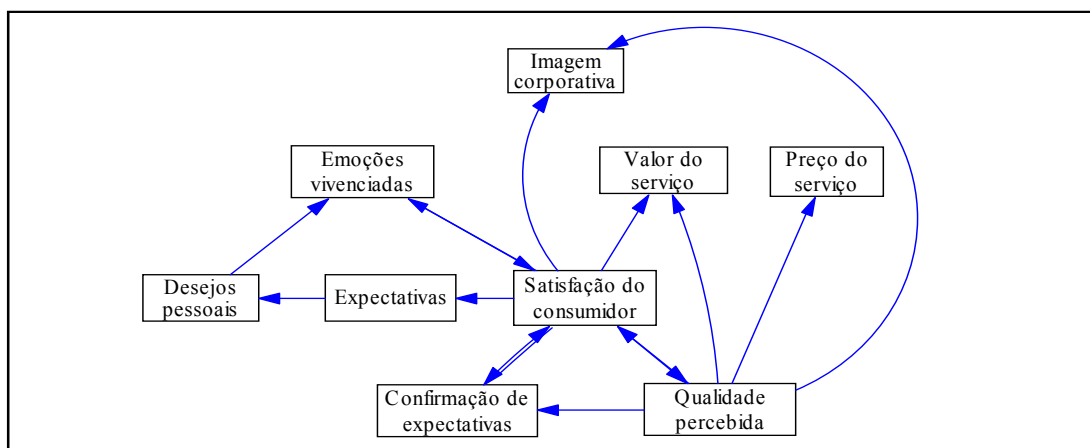 Imagem
corporativa
Emoções
vivenciadas
Valor do
serviço
Preço do
serviço
Desejos
pessoais
Expectativas
Satisfação do
consumidor
Confirmação de
expectativas
Qualidade
percebida